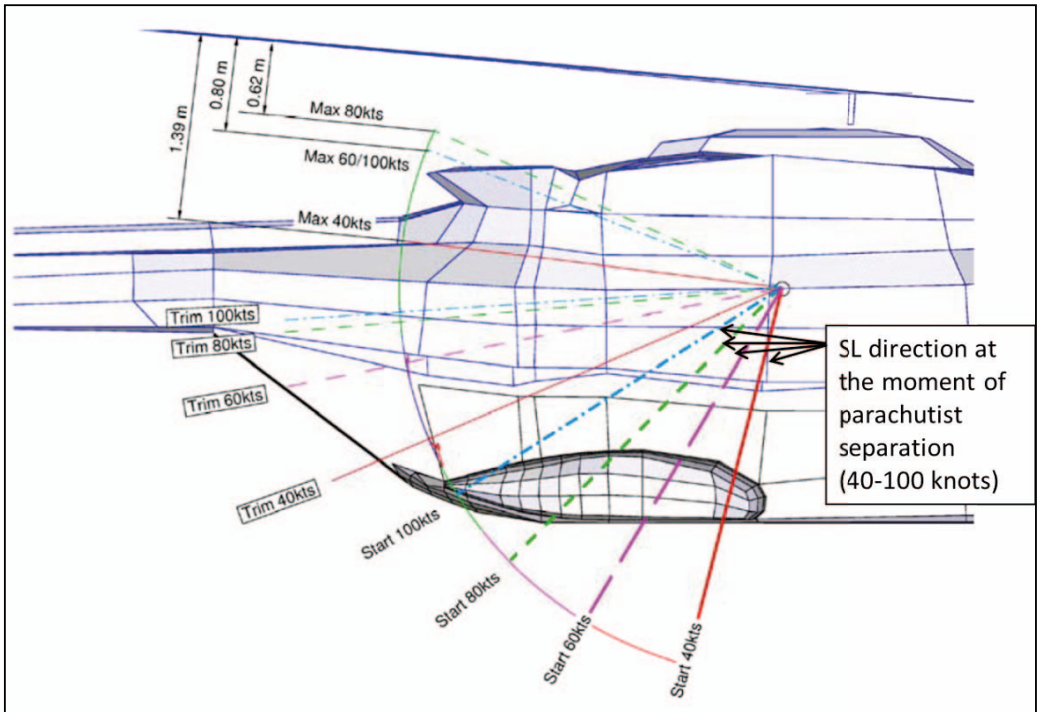 1.39 m
0.80 m
0.62 m
Max 80kts
Max 60/100kts
Max 40kts
Trim 100kts
Trim 80kts
Trim 60kts
Trim 40kts
Start 100kts
Start 80kts
Start 60kts
Start 40kts
SL direction at
the moment of
parachutist
separation
(40-100 knots)